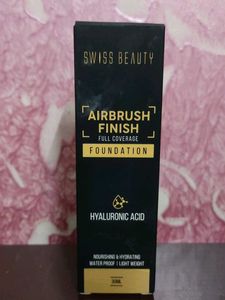 SWISS BEAUTY
AIRBRUSH
FINISH
FULL COVERAGE
FOUNDATION
HYALURONIC ACID
NOURISHING & HYDRATING
WATER PROOF | LIGHT WEIGHT